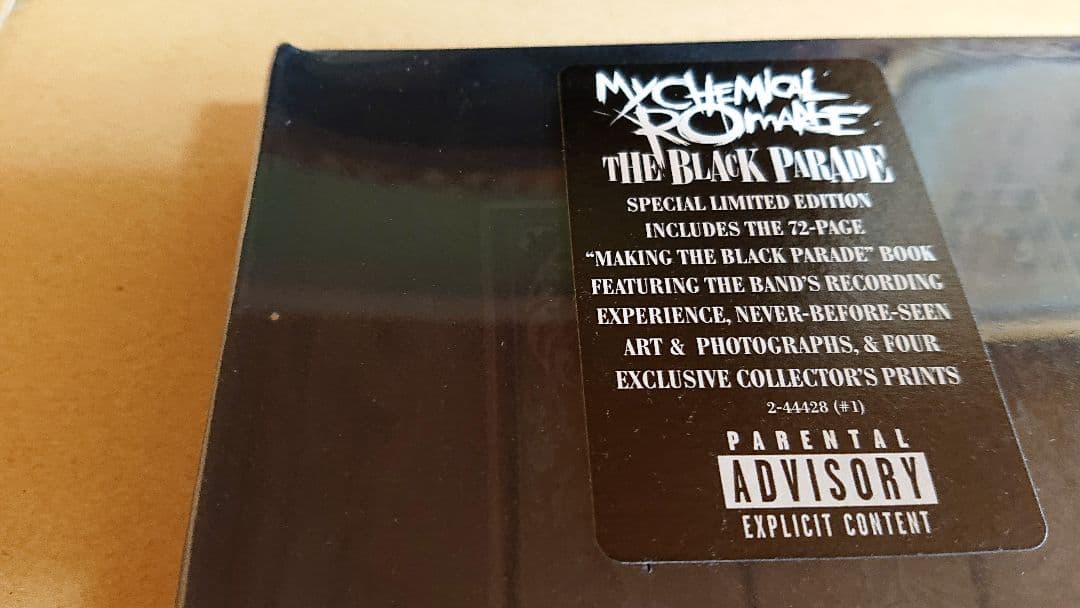 MY CHEMICAL
ROMANCE
THE BLACK PARADE
SPECIAL LIMITED EDITION
INCLUDES THE 72-PAGE
“MAKING THE BLACK PARADE” BOOK
FEATURING THE BAND’S RECORDING
EXPERIENCE, NEVER-BEFORE-SEEN
ART & PHOTOGRAPHS, & FOUR
EXCLUSIVE COLLECTOR’S PRINTS
2-44428 (#1)
PARENTAL
ADVISORY
EXPLICIT CONTENT